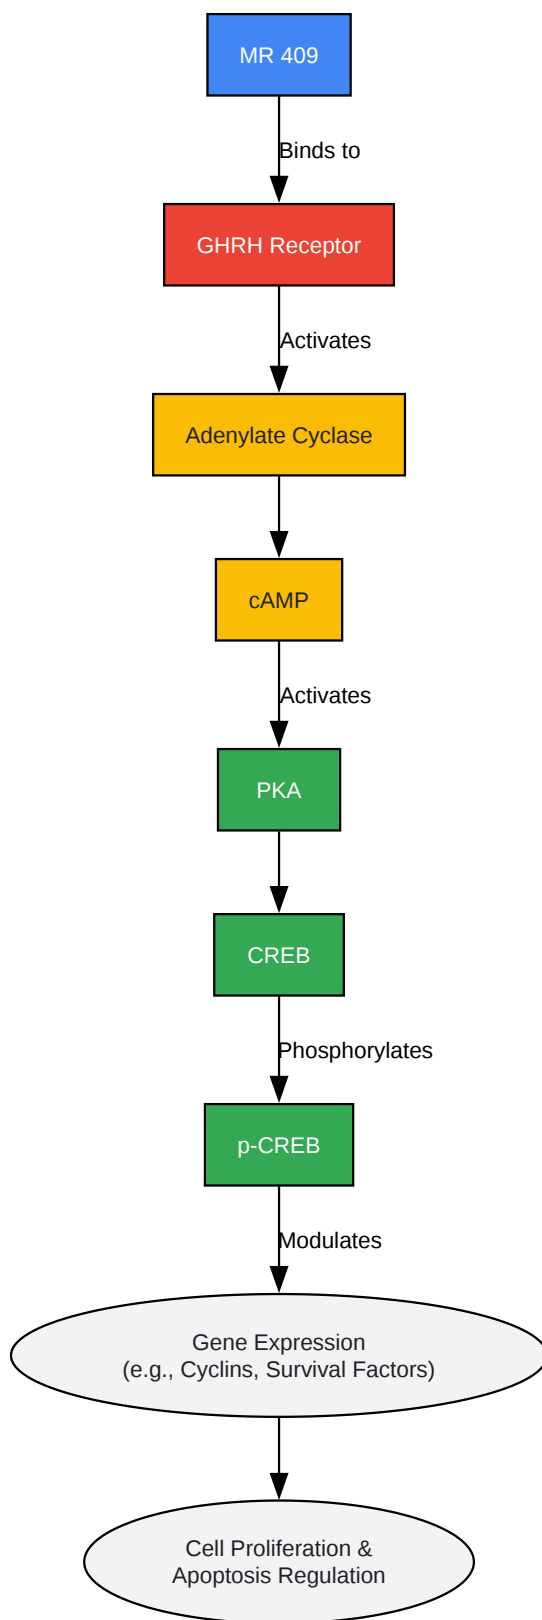 MR 409
Binds to
GHRH Receptor
Activates
Adenylate Cyclase
cAMP
Activates
PKA
CREB
Phosphorylates
p-CREB
Modulates
Gene Expression
(e.g., Cyclins, Survival Factors)
Cell Proliferation &
Apoptosis Regulation